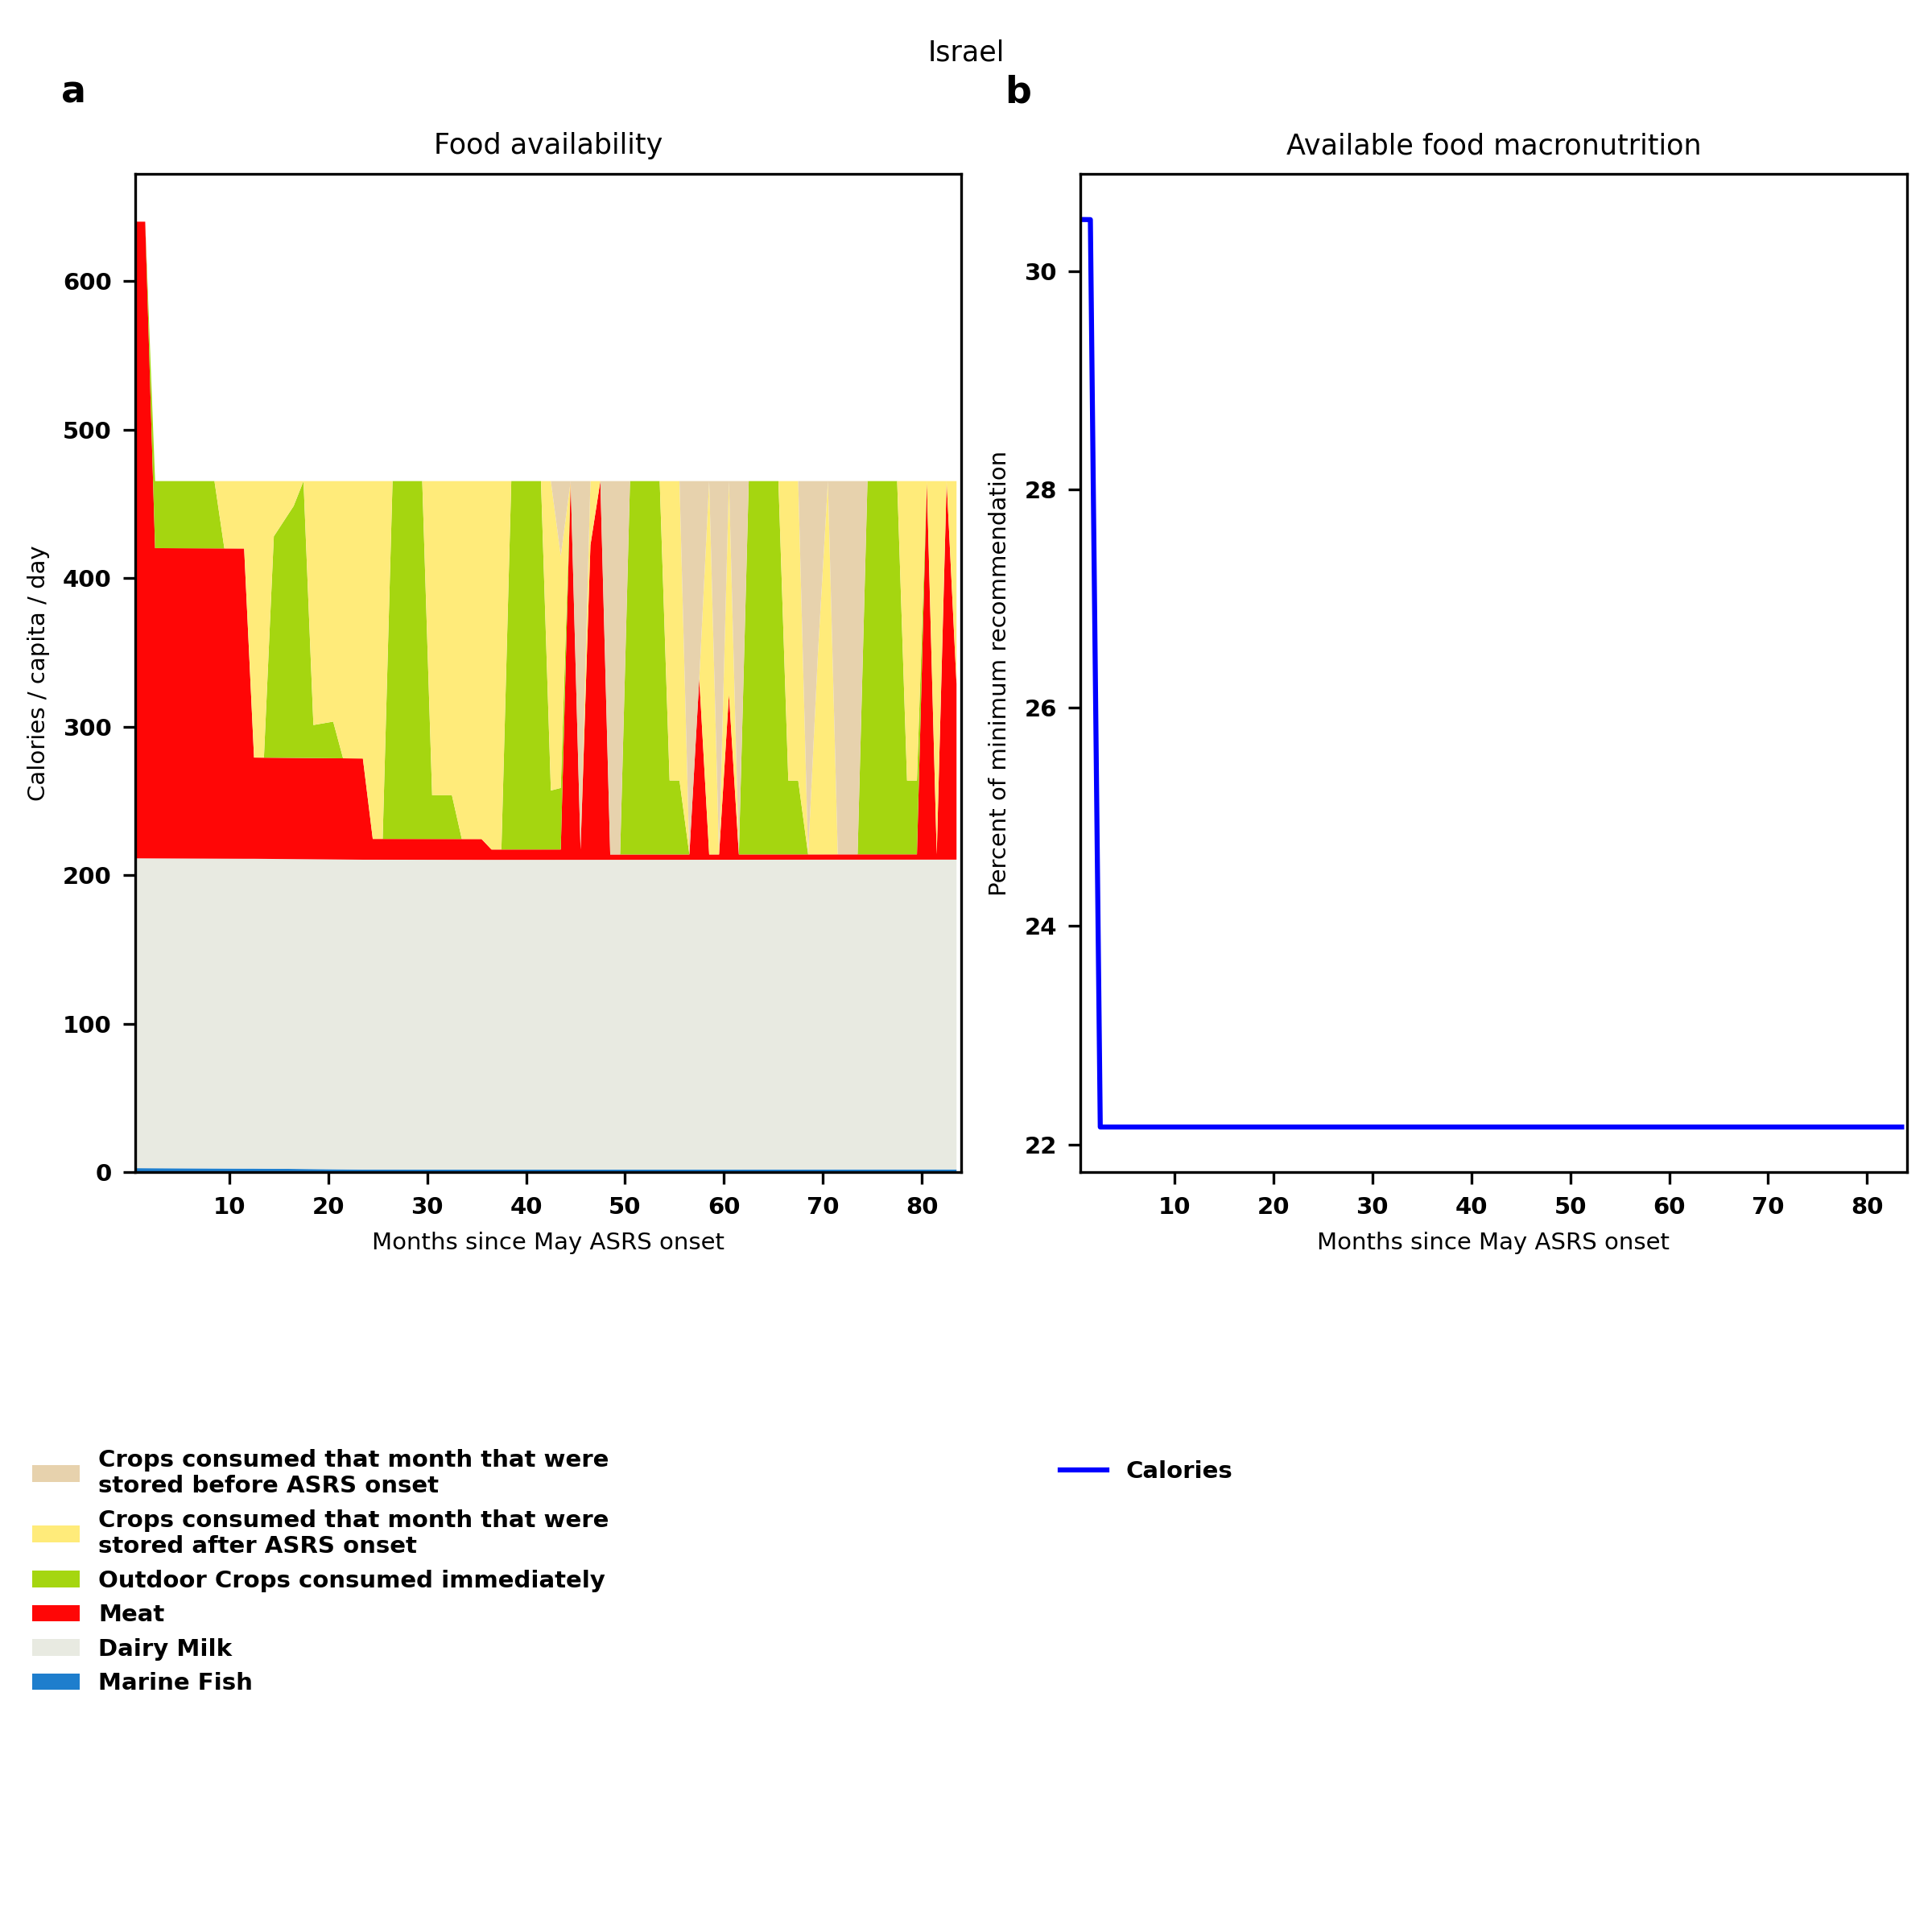 Israel
a
b
Food availability
Available food macronutrition
Calories / capita / day
600
500
400
300
200
100
0
10 20 30 40 50 60 70 80
Months since May ASRS onset
Percent of minimum recommendation
30
28
26
24
22
10 20 30 40 50 60 70 80
Months since May ASRS onset
Crops consumed that month that were
stored before ASRS onset
Crops consumed that month that were
stored after ASRS onset
Outdoor Crops consumed immediately
Meat
Dairy Milk
Marine Fish
Calories